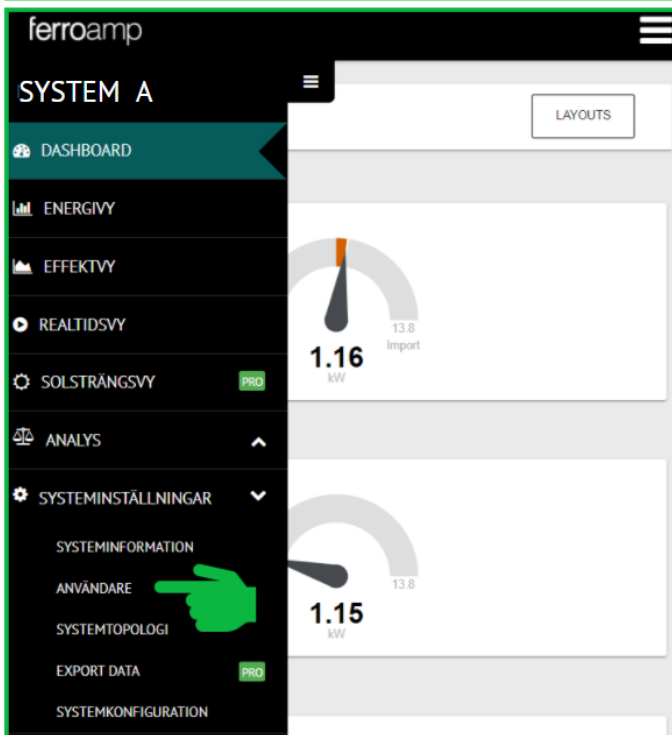 ferroamp
SYSTEM A
LAYOUTS
DASHBOARD
ENERGIVY
EFFEKTVY
REALTIDSVY
13.8
Import
1.16
kW
SOLSTRÄNGSVY PRO
ANALYS
SYSTEMINSTÄLLNINGAR
SYSTEMINFORMATION
ANVÄNDARE
13.8
1.15
kW
SYSTEMTOPOLOGI
EXPORT DATA PRO
SYSTEMKONFIGURATION